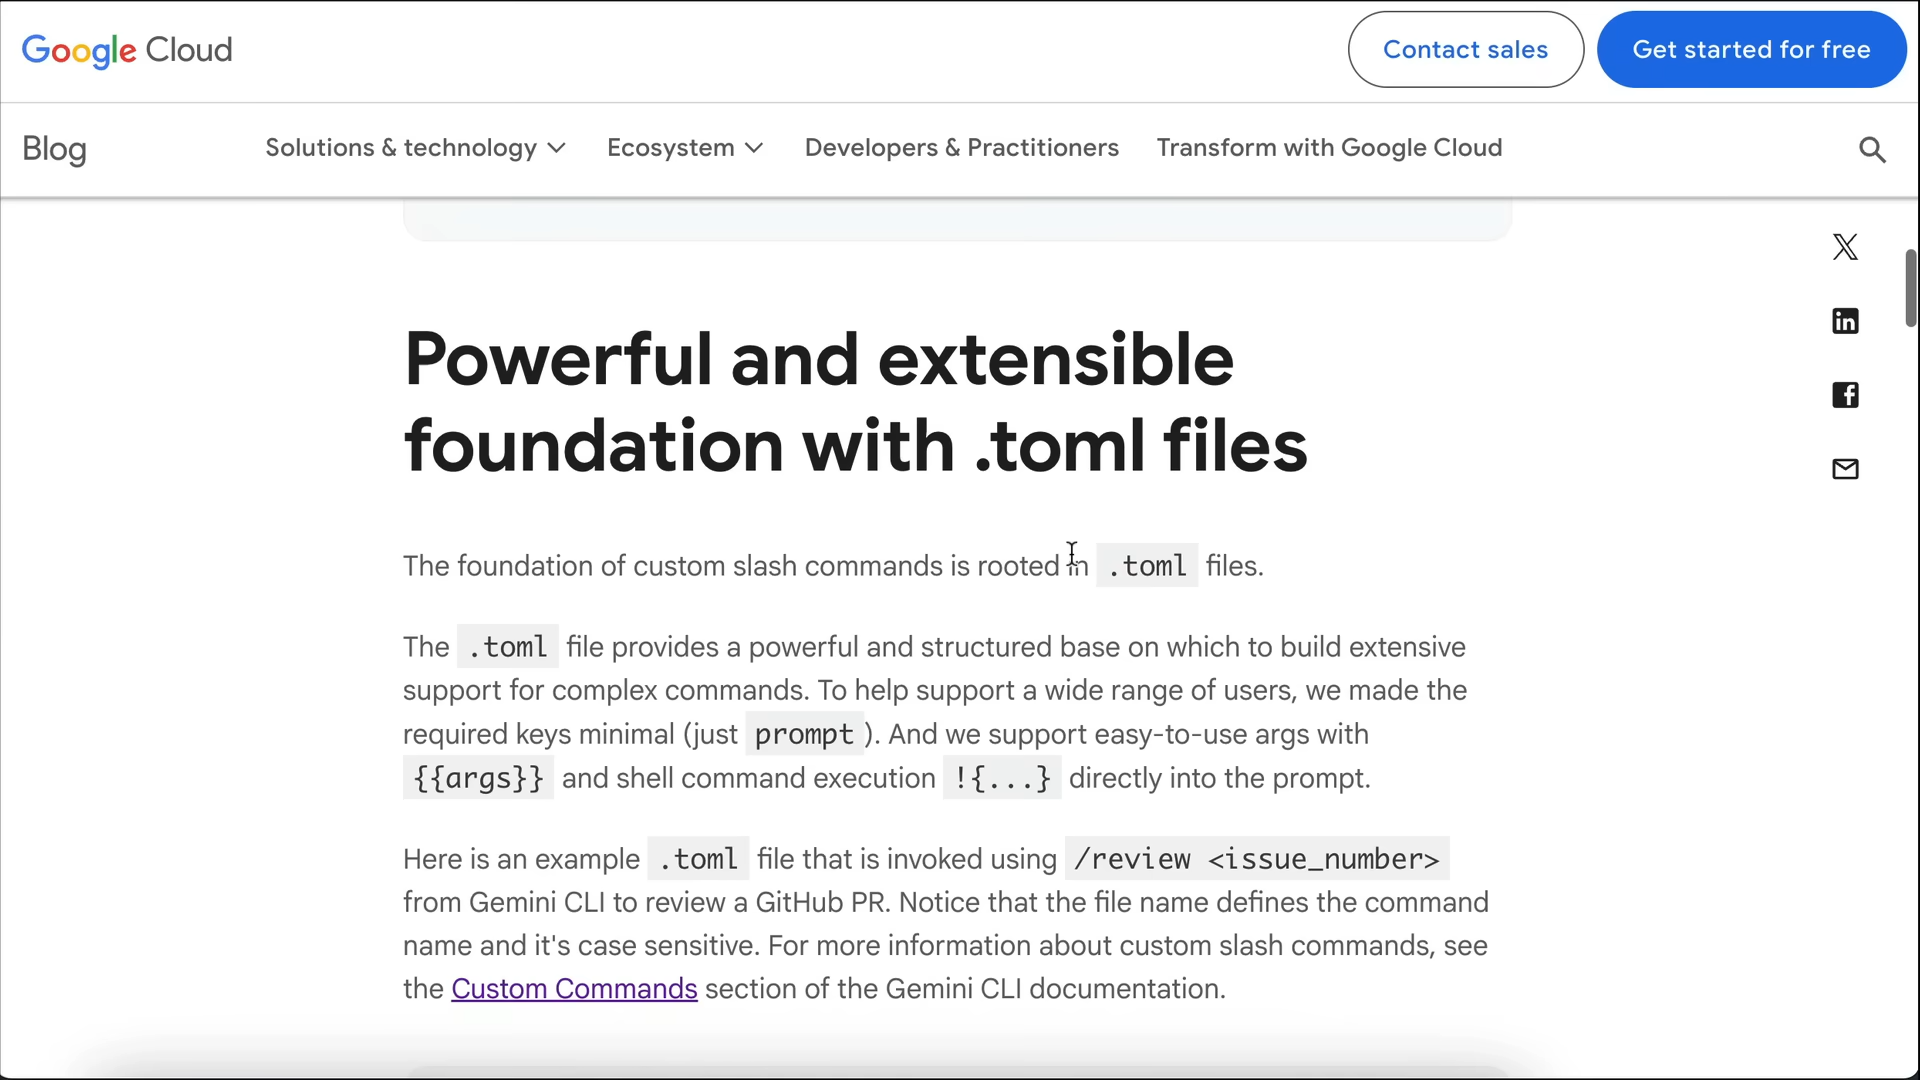 Google Cloud
Contact sales
Get started for free
Blog
Solutions & technology
Ecosystem
Developers & Practitioners
Transform with Google Cloud
Powerful and extensible
foundation with .toml files
The foundation of custom slash commands is rooted in .toml files.
The .toml file provides a powerful and structured base on which to build extensive
support for complex commands. To help support a wide range of users, we made the
required keys minimal (just prompt ). And we support easy-to-use args with
{{args}} and shell command execution !{...} directly into the prompt.
Here is an example .toml file that is invoked using /review <issue_number>
from Gemini CLI to review a GitHub PR. Notice that the file name defines the command
name and it's case sensitive. For more information about custom slash commands, see
the Custom Commands section of the Gemini CLI documentation.